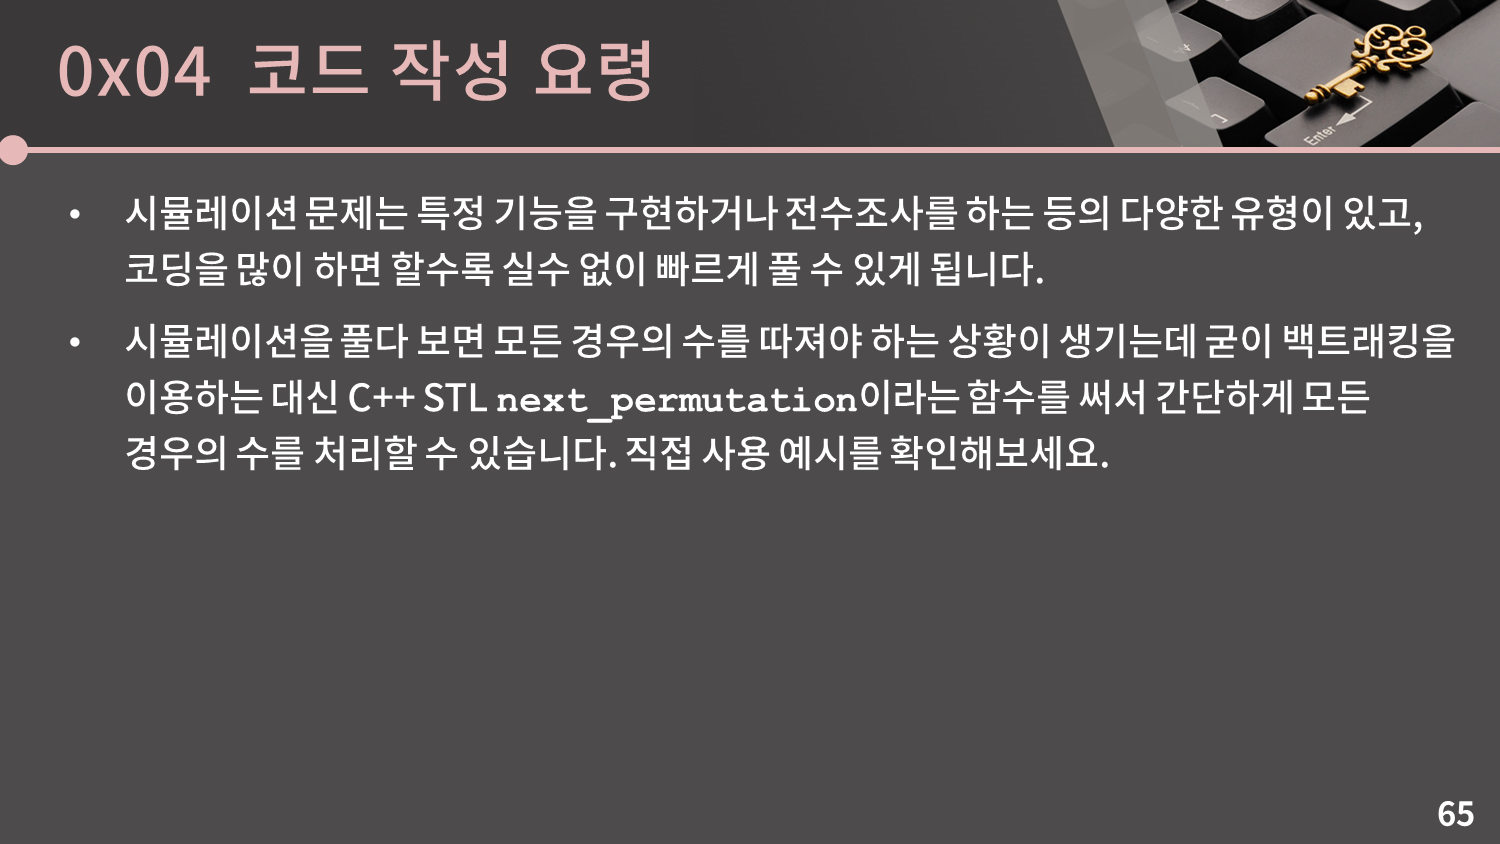 0x04 코드 작성 요령
Enter
• 시뮬레이션 문제는 특정 기능을 구현하거나 전수조사를 하는 등의 다양한 유형이 있고,
코딩을 많이 하면 할수록 실수 없이 빠르게 풀 수 있게 됩니다.
• 시뮬레이션을 풀다 보면 모든 경우의 수를 따져야 하는 상황이 생기는데 굳이 백트래킹을
이용하는 대신 C++ STL next_permutation이라는 함수를 써서 간단하게 모든
경우의 수를 처리할 수 있습니다. 직접 사용 예시를 확인해보세요.
65